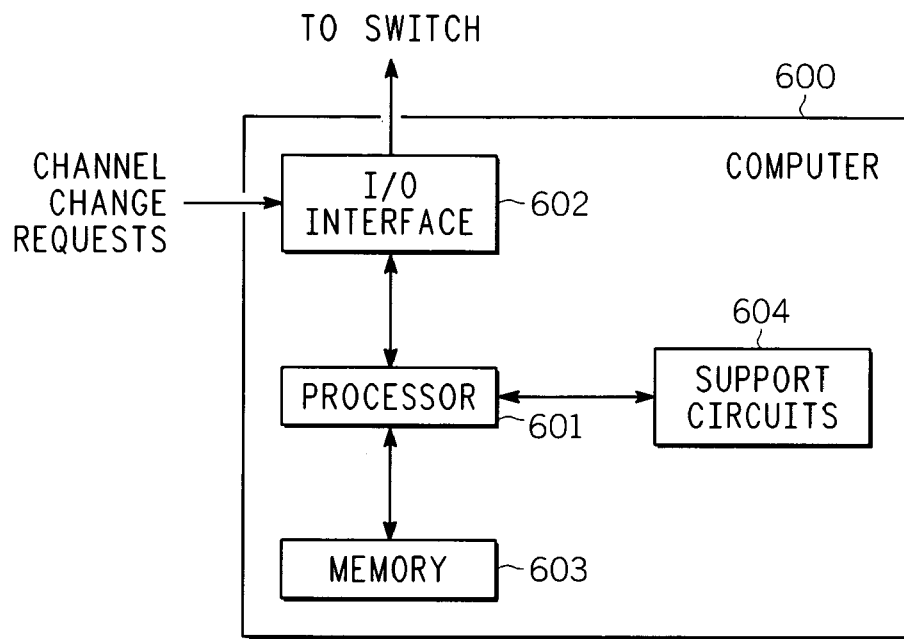 TO SWITCH
600
CHANNEL
CHANGE
REQUESTS
I/O
INTERFACE
602
COMPUTER
604
PROCESSOR
601
SUPPORT
CIRCUITS
MEMORY
603